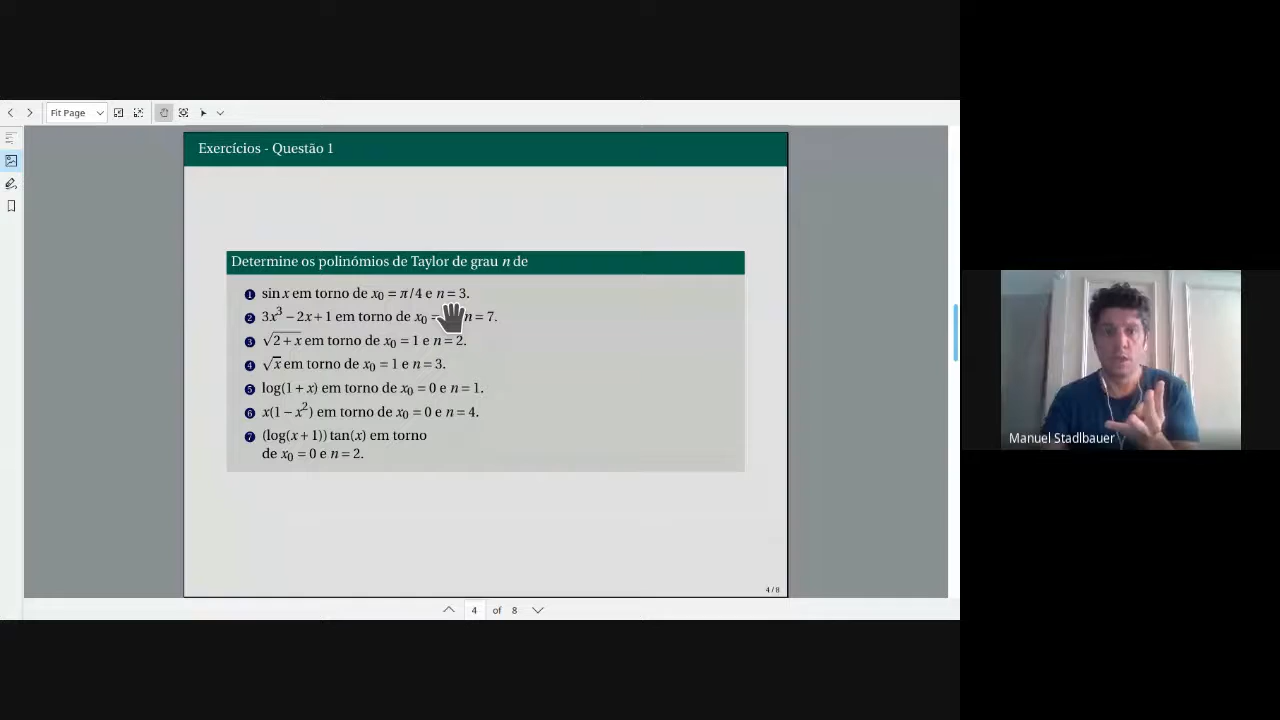 Fit Page
Exercícios - Questão 1
Determine os polinómios de Taylor de grau n de
1 sin x em torno de x₀ = π/4 e n = 3.
2 3x³ − 2x + 1 em torno de x₀ = n = 7.
3 √(2 + x) em torno de x₀ = 1 e n = 2.
4 √x em torno de x₀ = 1 e n = 3.
5 log(1 + x) em torno de x₀ = 0 e n = 1.
6 x(1 − x²) em torno de x₀ = 0 e n = 4.
7 (log(x + 1)) tan(x) em torno
de x₀ = 0 e n = 2.
4 / 8
4 of 8
Manuel Stadlbauer